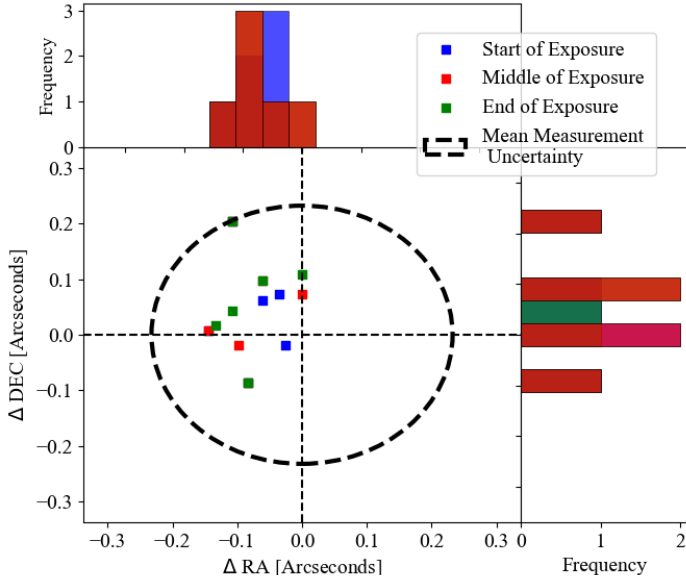 3
2
1
0
Frequency
Start of Exposure
Middle of Exposure
End of Exposure
Mean Measurement
Uncertainty
0.3
0.2
0.1
0.0
−0.1
−0.2
−0.3
Δ DEC [Arcseconds]
−0.3 −0.2 −0.1 0.0 0.1 0.2 0.3
Δ RA [Arcseconds]
0 1 2
Frequency